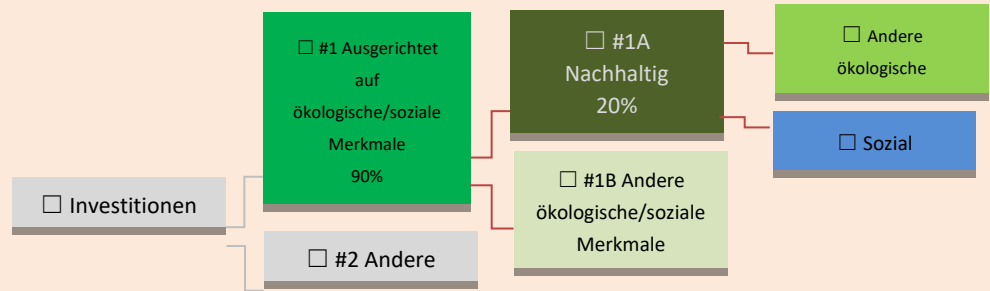 ☐ Investitionen
☐ #1 Ausgerichtet
auf
ökologische/soziale
Merkmale
90%
☐ #2 Andere
☐ #1A
Nachhaltig
20%
☐ #1B Andere
ökologische/soziale
Merkmale
☐ Andere
ökologische
☐ Sozial